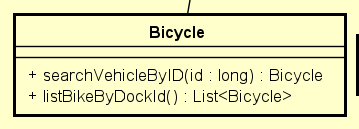 Bicycle
+ searchVehicleByID(id : long) : Bicycle
+ listBikeByDockId() : List<Bicycle>